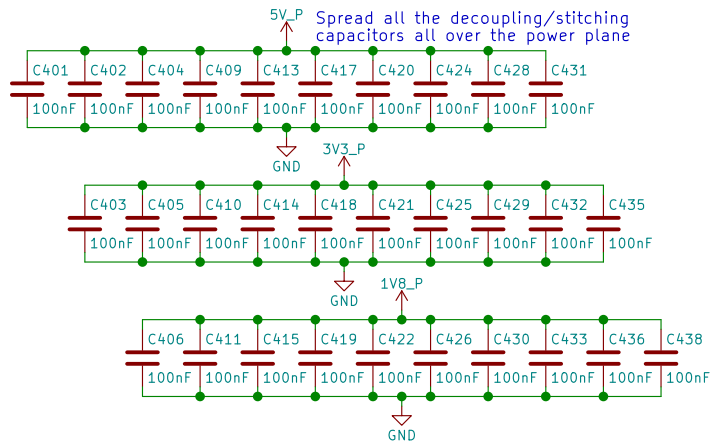 5V_P
Spread all the decoupling/stitching
capacitors all over the power plane
C401 C402 C404 C409 C413 C417 C420 C424 C428 C431
100nF 100nF 100nF 100nF 100nF 100nF 100nF 100nF 100nF 100nF
GND
3V3_P
C403 C405 C410 C414 C418 C421 C425 C429 C432 C435
100nF 100nF 100nF 100nF 100nF 100nF 100nF 100nF 100nF 100nF
GND
1V8_P
C406 C411 C415 C419 C422 C426 C430 C433 C436 C438
100nF 100nF 100nF 100nF 100nF 100nF 100nF 100nF 100nF 100nF
GND